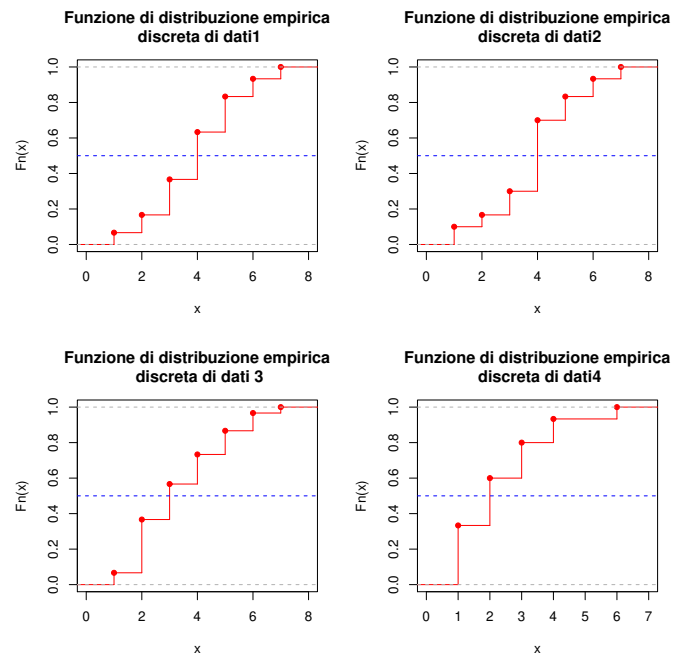 Funzione di distribuzione empirica
discreta di dati1
Fn(x)
1.0
0.8
0.6
0.4
0.2
0.0
0 2 4 6 8
x
Funzione di distribuzione empirica
discreta di dati2
Fn(x)
1.0
0.8
0.6
0.4
0.2
0.0
0 2 4 6 8
x
Funzione di distribuzione empirica
discreta di dati 3
Fn(x)
1.0
0.8
0.6
0.4
0.2
0.0
0 2 4 6 8
x
Funzione di distribuzione empirica
discreta di dati4
Fn(x)
1.0
0.8
0.6
0.4
0.2
0.0
0 1 2 3 4 5 6 7
x